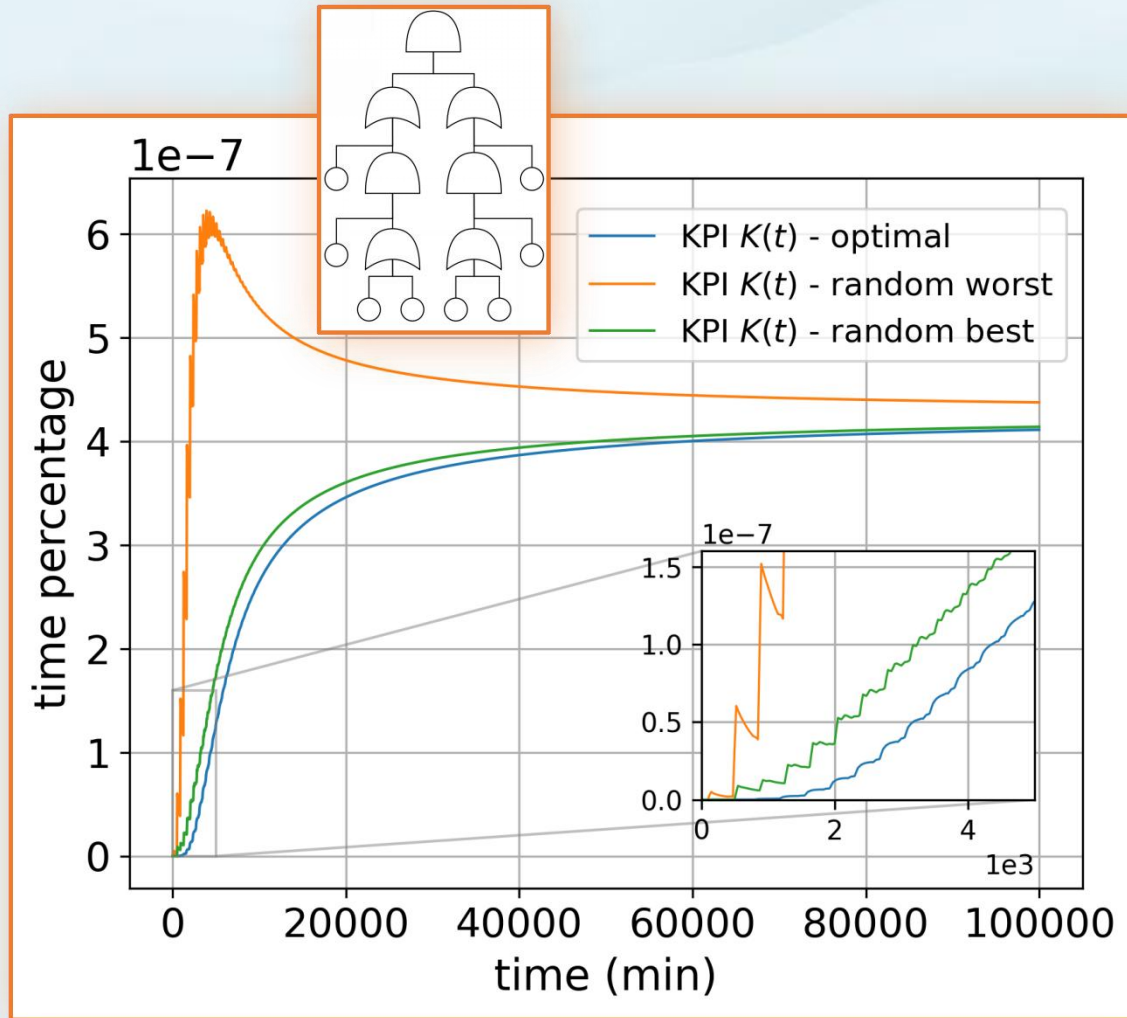 1e−7
6
5
4
3
2
1
0
time percentage
KPI K(t) - optimal
KPI K(t) - random worst
KPI K(t) - random best
1e−7
1.5
1.0
0.5
0.0
0 2 4
1e3
0 20000 40000 60000 80000 100000
time (min)